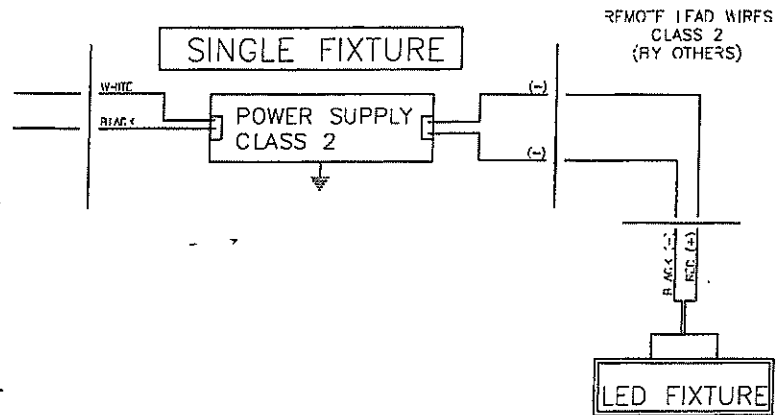 REMOTE LEAD WIRES
CLASS 2
(BY OTHERS)
SINGLE FIXTURE
WHITE
BLACK
POWER SUPPLY
CLASS 2
(-)
(-)
BLACK (-)
RED (+)
LED FIXTURE